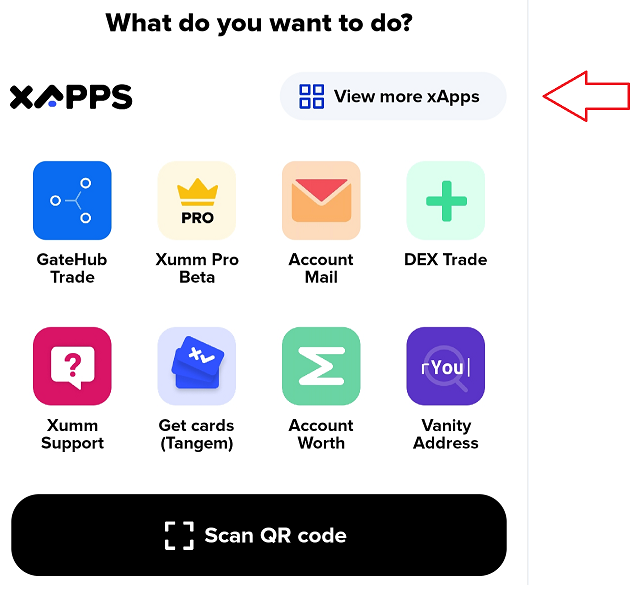 What do you want to do?
XAPPS
View more xApps
PRO
GateHub
Trade
Xumm Pro
Beta
Account
Mail
DEX Trade
?
rYou|
Xumm
Support
Get cards
(Tangem)
Account
Worth
Vanity
Address
Scan QR code